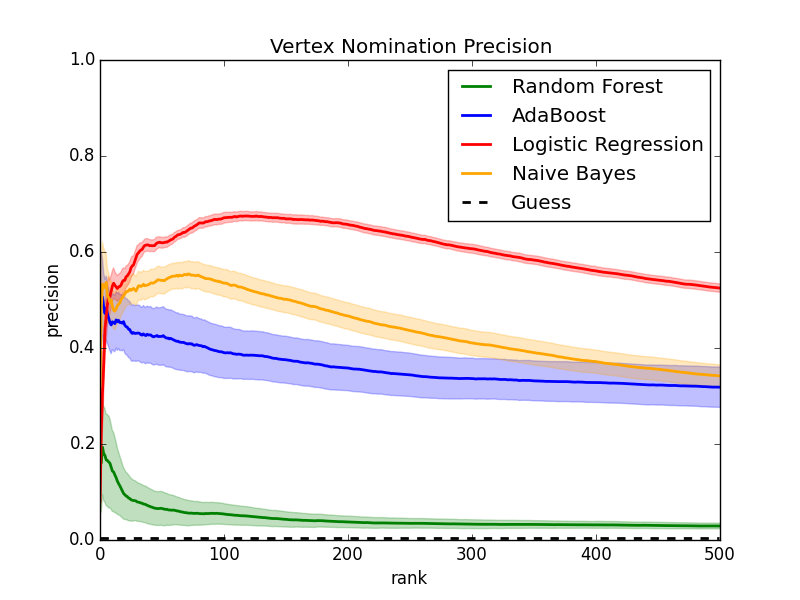 Vertex Nomination Precision
1.0
0.8
0.6
0.4
0.2
0.0
precision
Random Forest
AdaBoost
Logistic Regression
Naive Bayes
Guess
0 100 200 300 400 500
rank